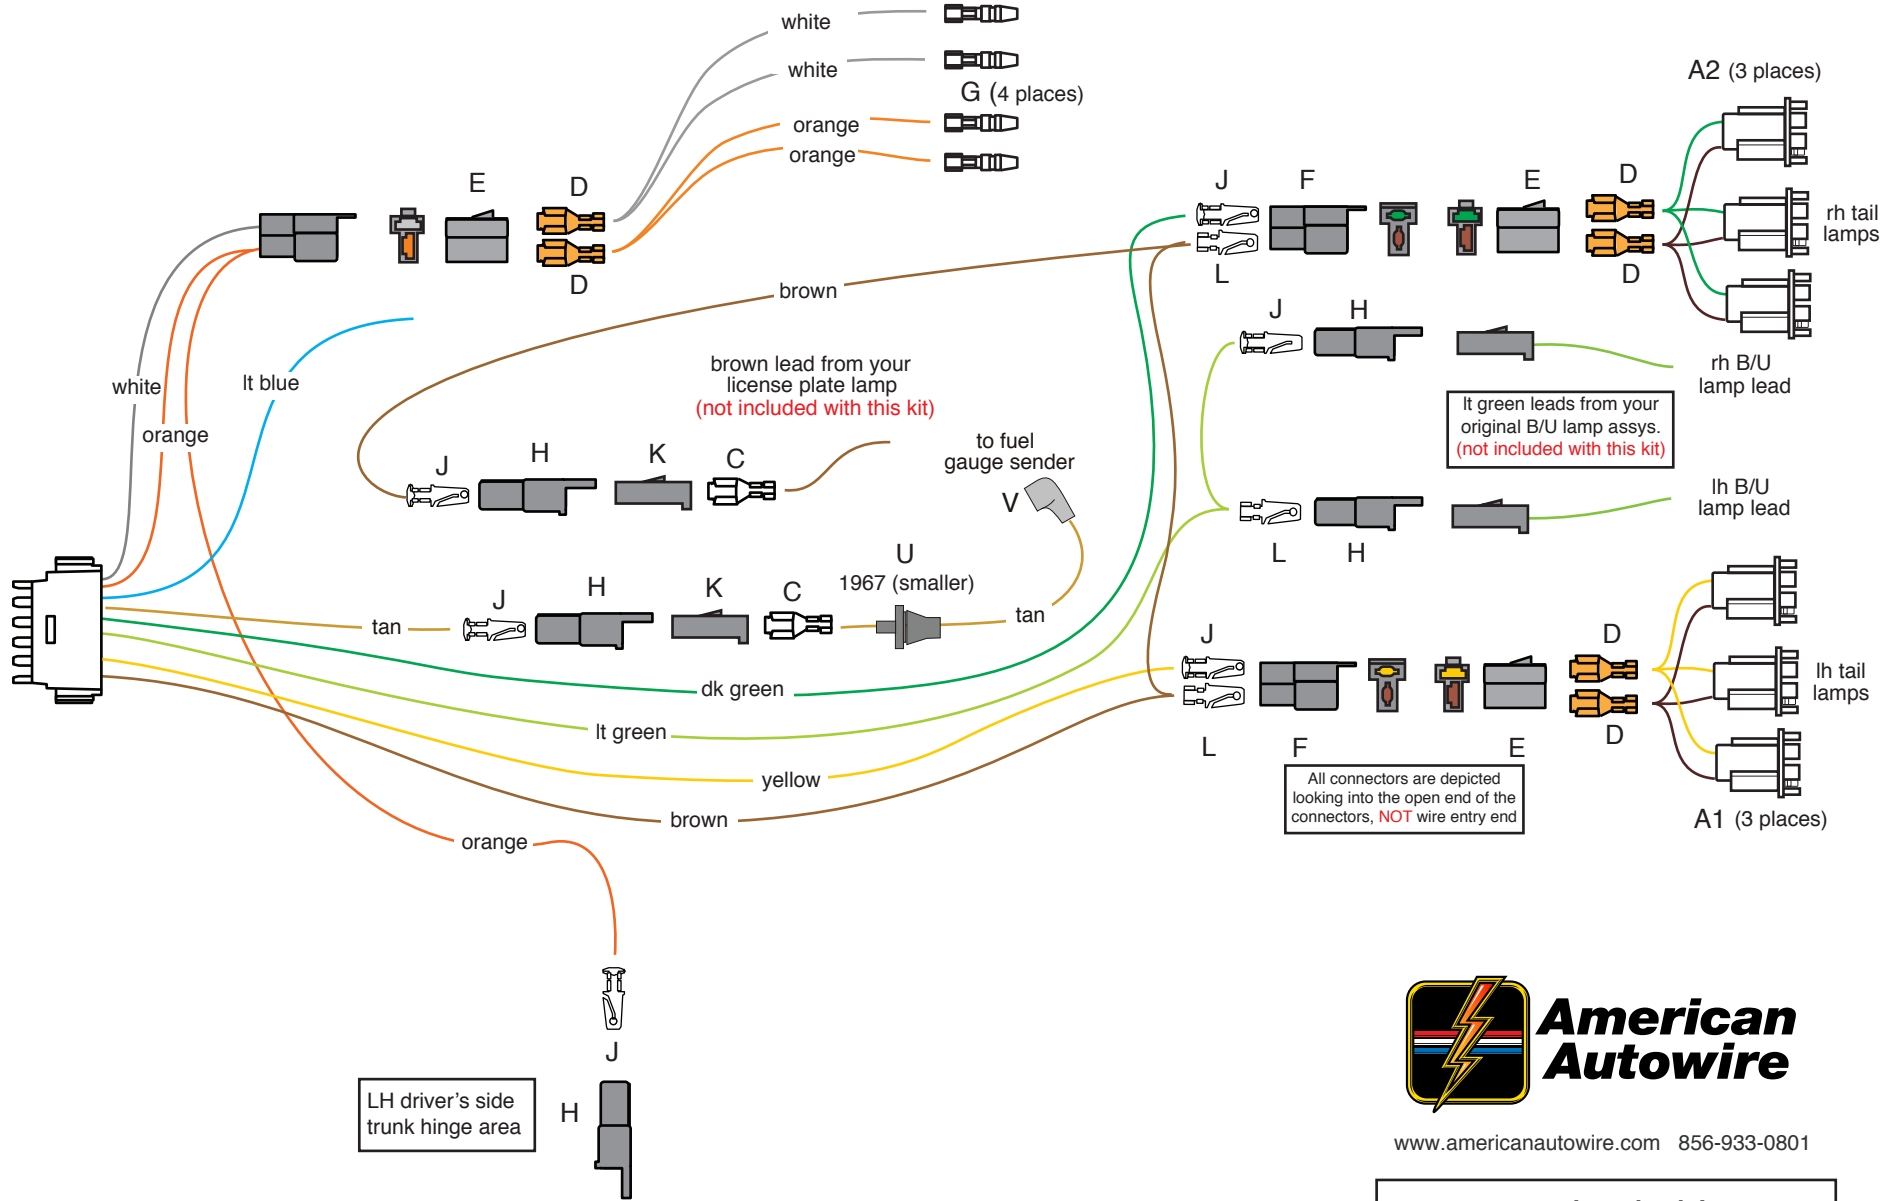 white
white
G (4 places)
orange
orange
A2 (3 places)
E
D
D
J
F
E
D
L
D
rh tail
lamps
brown
J
H
white
lt blue
orange
brown lead from your
license plate lamp
(not included with this kit)
rh B/U
lamp lead
lt green leads from your
original B/U lamp assys.
(not included with this kit)
J
H
K
C
to fuel
gauge sender
V
lh B/U
lamp lead
L
H
J
H
K
C
U
1967 (smaller)
tan
tan
J
D
lh tail
lamps
dk green
lt green
yellow
brown
L
F
E
D
All connectors are depicted
looking into the open end of the
connectors, NOT wire entry end
A1 (3 places)
orange
J
H
LH driver's side
trunk hinge area
American
Autowire
www.americanautowire.com 856-933-0801